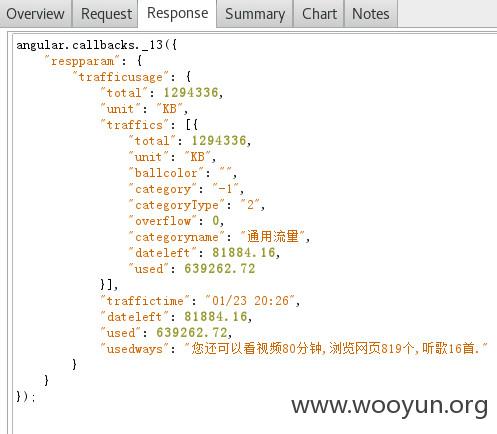 Overview Request Response Summary Chart Notes
angular.callbacks._13({
"respparam": {
"trafficusage": {
"total": 1294336,
"unit": "KB",
"traffics": [{
"total": 1294336,
"unit": "KB",
"ballcolor": "",
"category": "-1",
"categoryType": "2",
"overflow": 0,
"categoryname": "通用流量",
"dateleft": 81884.16,
"used": 639262.72
}],
"traffictime": "01/23 20:26",
"dateleft": 81884.16,
"used": 639262.72,
"usedways": "您还可以看视频80分钟,浏览网页819个,听歌16首."
}
}
});
www.wooyun.org